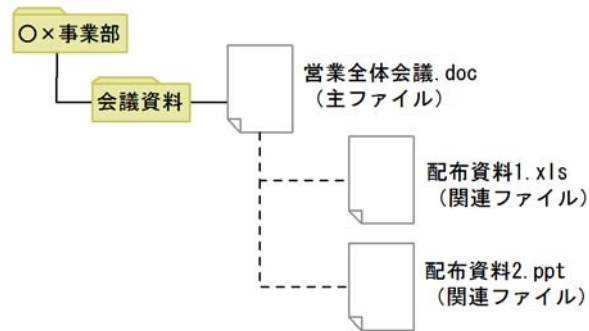 〇×事業部
会議資料
営業全体会議.doc
（主ファイル）
配布資料1.xls
（関連ファイル）
配布資料2.ppt
（関連ファイル）